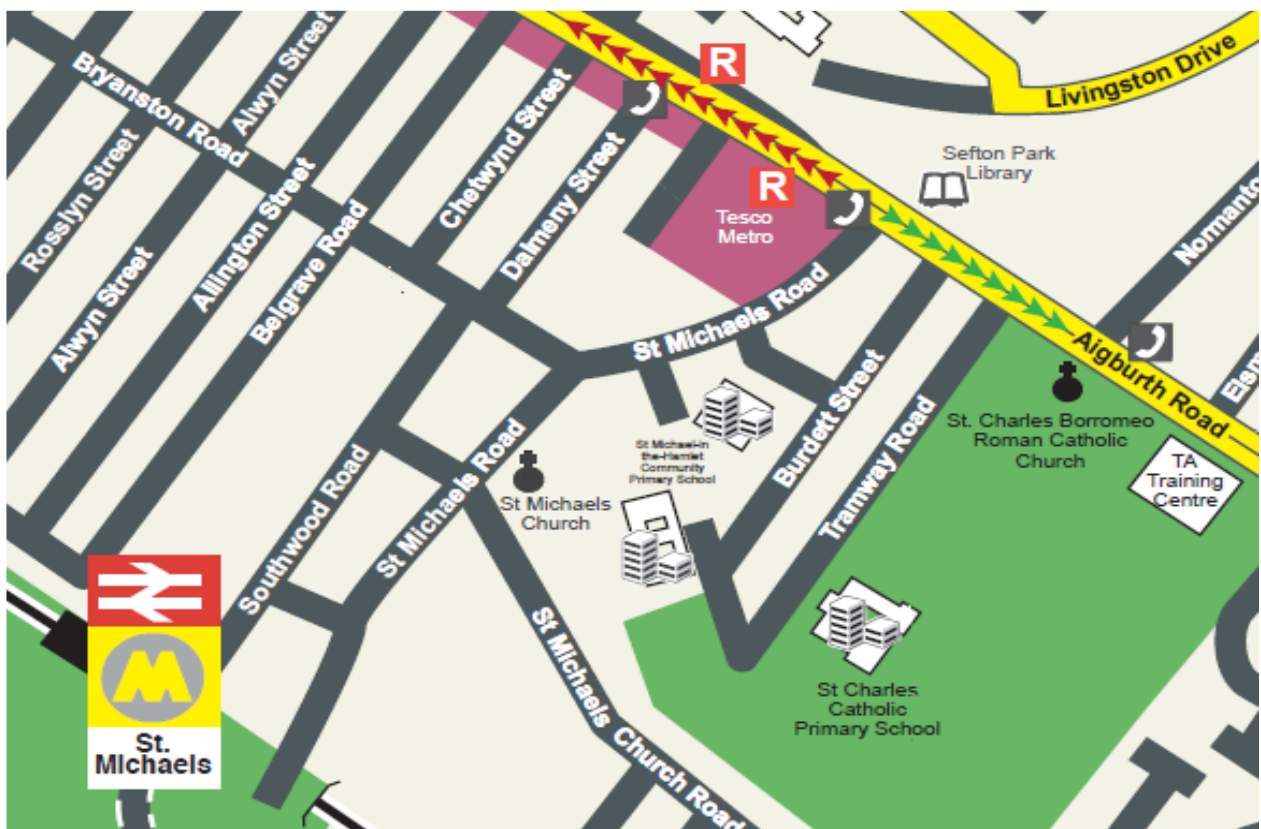 Bryanston Road
Alwyn Street
Rosslyn Street
Alwyn Street
Allington Street
Belgrave Road
Chetwynd Street
Dalmeny Street
R
R
Tesco
Metro
Livingston Drive
Sefton Park
Library
St Michaels Road
Burdett Street
Tramway Road
Aigburth Road
St. Charles Borromeo
Roman Catholic
Church
TA
Training
Centre
St Michael-in
the-Hamlet
Community
Primary School
St Michaels
Church
St Michaels Road
Southwood Road
St Michaels Church Road
St Charles
Catholic
Primary School
M
St.
Michaels